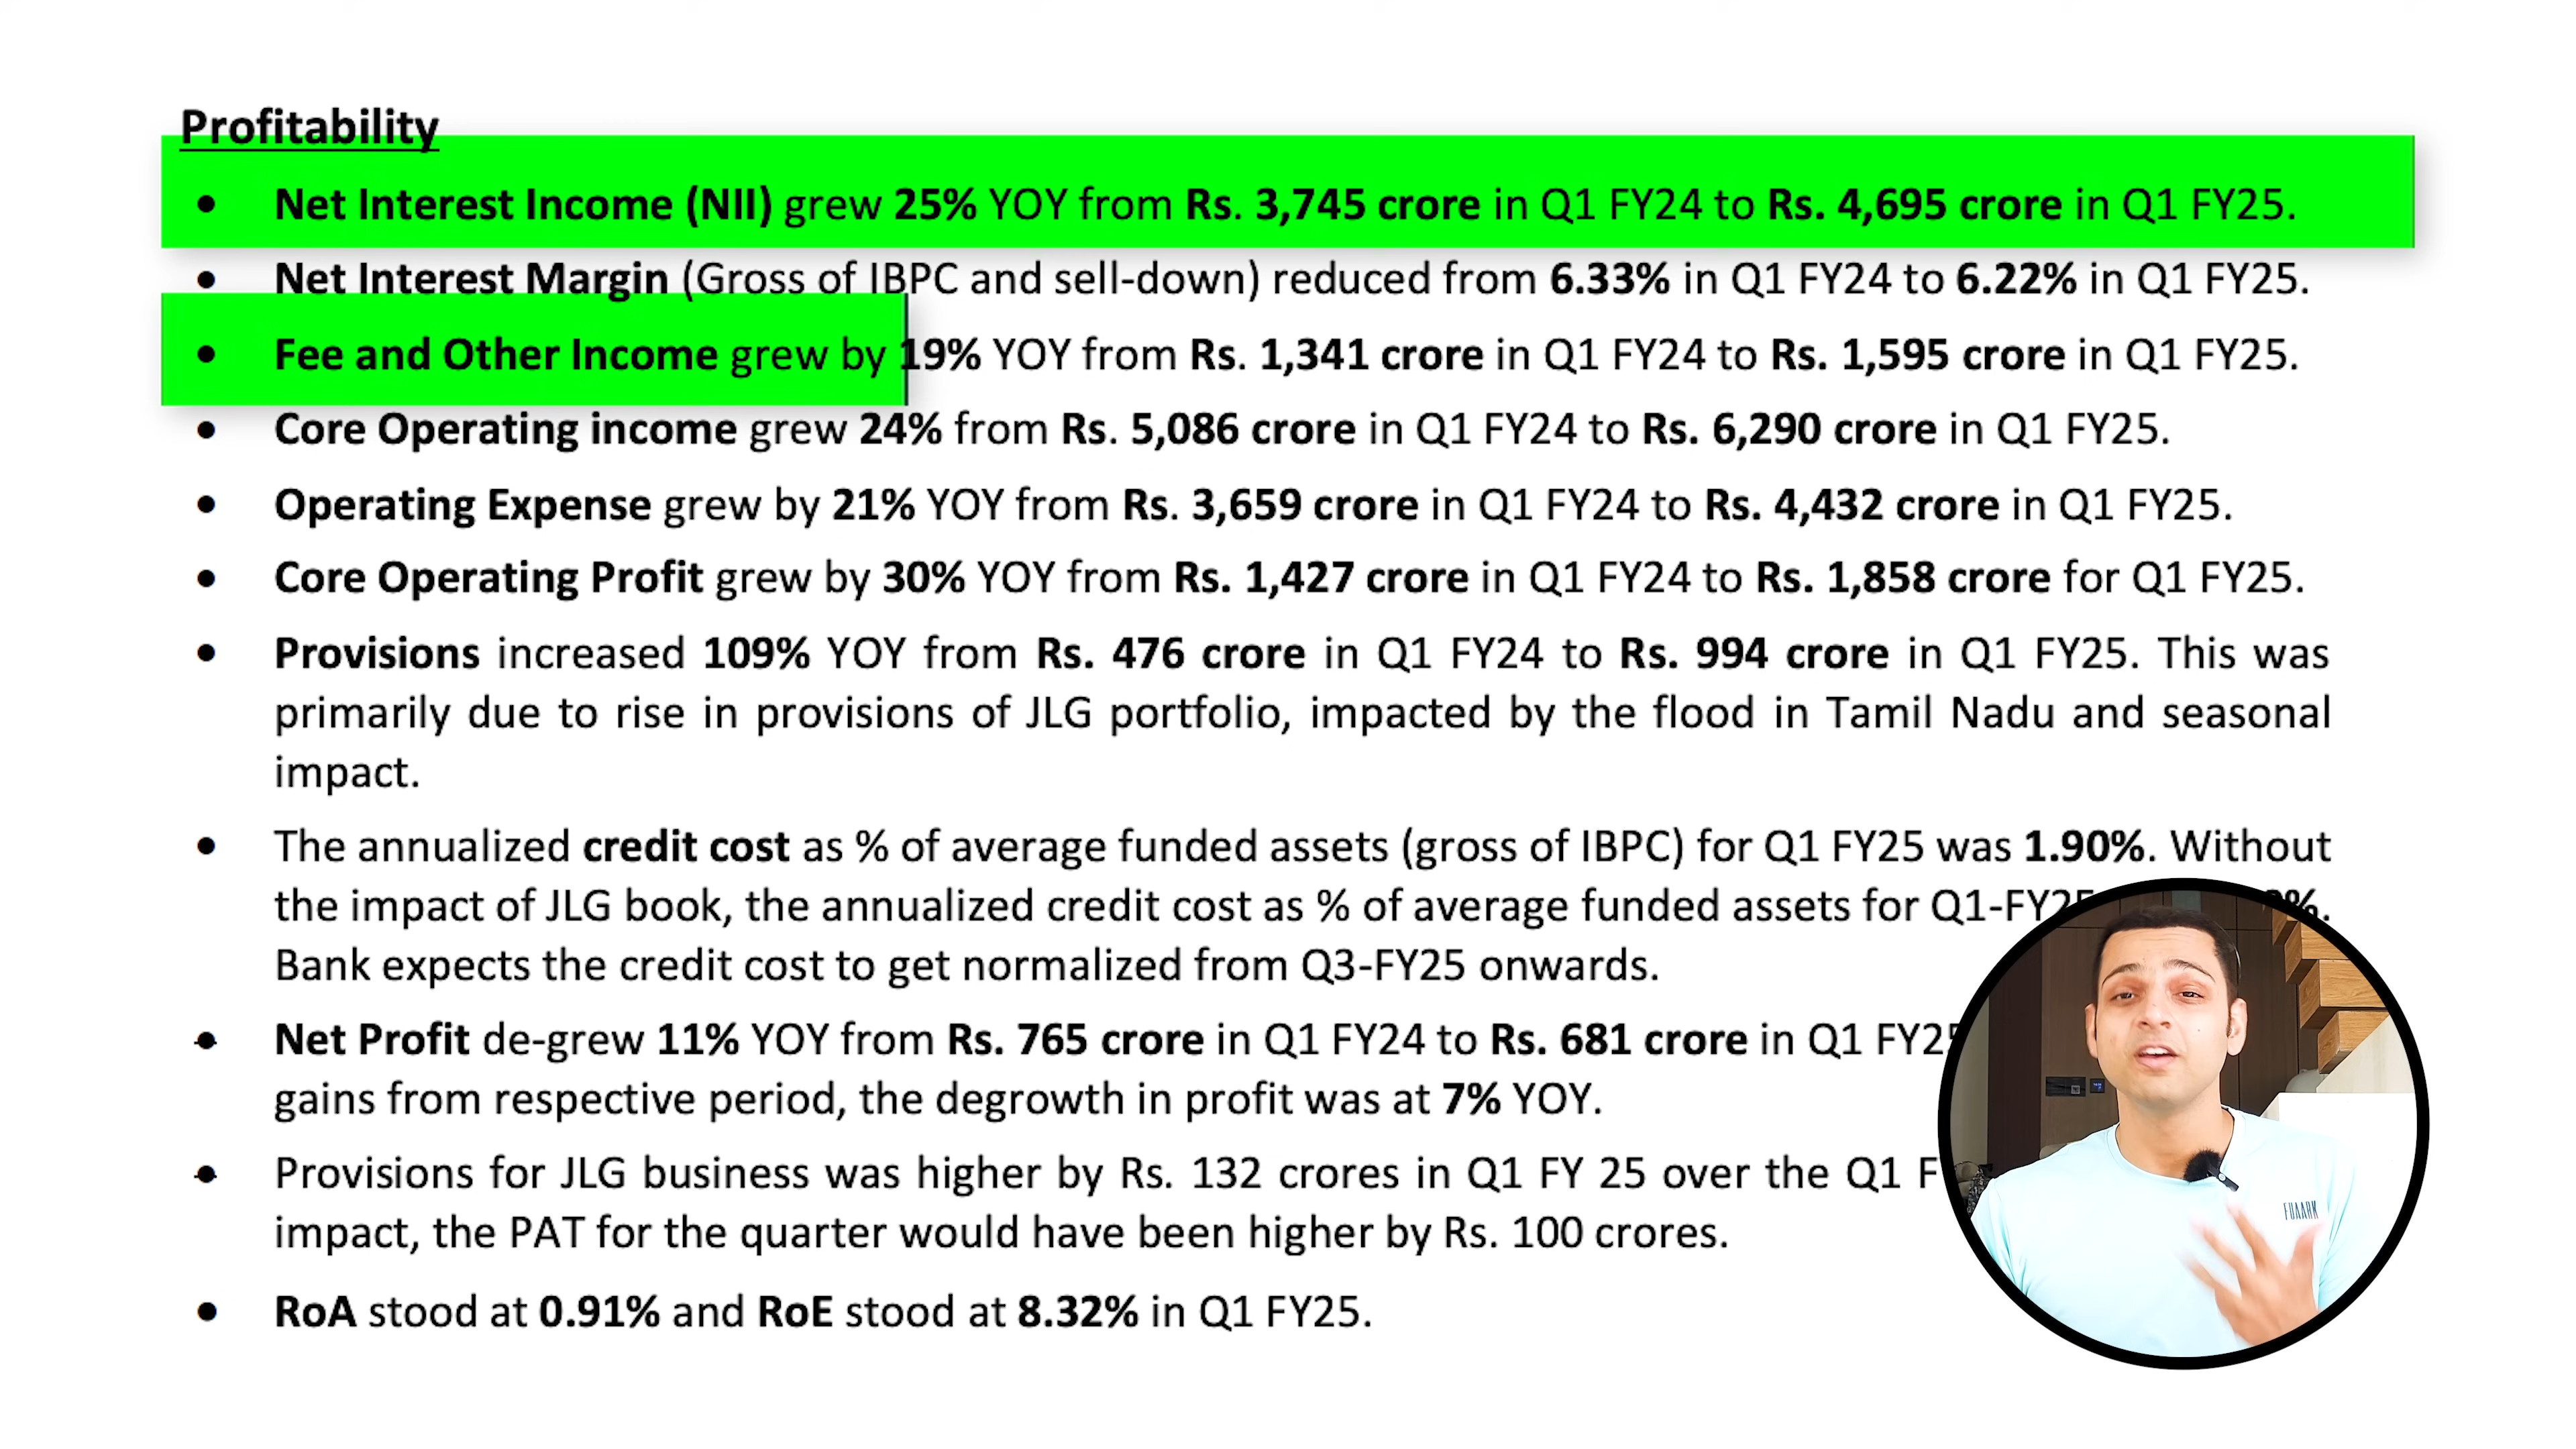 Profitability
• Net Interest Income (NII) grew 25% YOY from Rs. 3,745 crore in Q1 FY24 to Rs. 4,695 crore in Q1 FY25.
• Net Interest Margin (Gross of IBPC and sell-down) reduced from 6.33% in Q1 FY24 to 6.22% in Q1 FY25.
• Fee and Other Income grew by 19% YOY from Rs. 1,341 crore in Q1 FY24 to Rs. 1,595 crore in Q1 FY25.
• Core Operating income grew 24% from Rs. 5,086 crore in Q1 FY24 to Rs. 6,290 crore in Q1 FY25.
• Operating Expense grew by 21% YOY from Rs. 3,659 crore in Q1 FY24 to Rs. 4,432 crore in Q1 FY25.
• Core Operating Profit grew by 30% YOY from Rs. 1,427 crore in Q1 FY24 to Rs. 1,858 crore for Q1 FY25.
• Provisions increased 109% YOY from Rs. 476 crore in Q1 FY24 to Rs. 994 crore in Q1 FY25. This was
primarily due to rise in provisions of JLG portfolio, impacted by the flood in Tamil Nadu and seasonal
impact.
• The annualized credit cost as % of average funded assets (gross of IBPC) for Q1 FY25 was 1.90%. Without
the impact of JLG book, the annualized credit cost as % of average funded assets for Q1-FY25
Bank expects the credit cost to get normalized from Q3-FY25 onwards.
• Net Profit de-grew 11% YOY from Rs. 765 crore in Q1 FY24 to Rs. 681 crore in Q1 FY25
gains from respective period, the degrowth in profit was at 7% YOY.
• Provisions for JLG business was higher by Rs. 132 crores in Q1 FY 25 over the Q1 F
impact, the PAT for the quarter would have been higher by Rs. 100 crores.
• RoA stood at 0.91% and RoE stood at 8.32% in Q1 FY25.